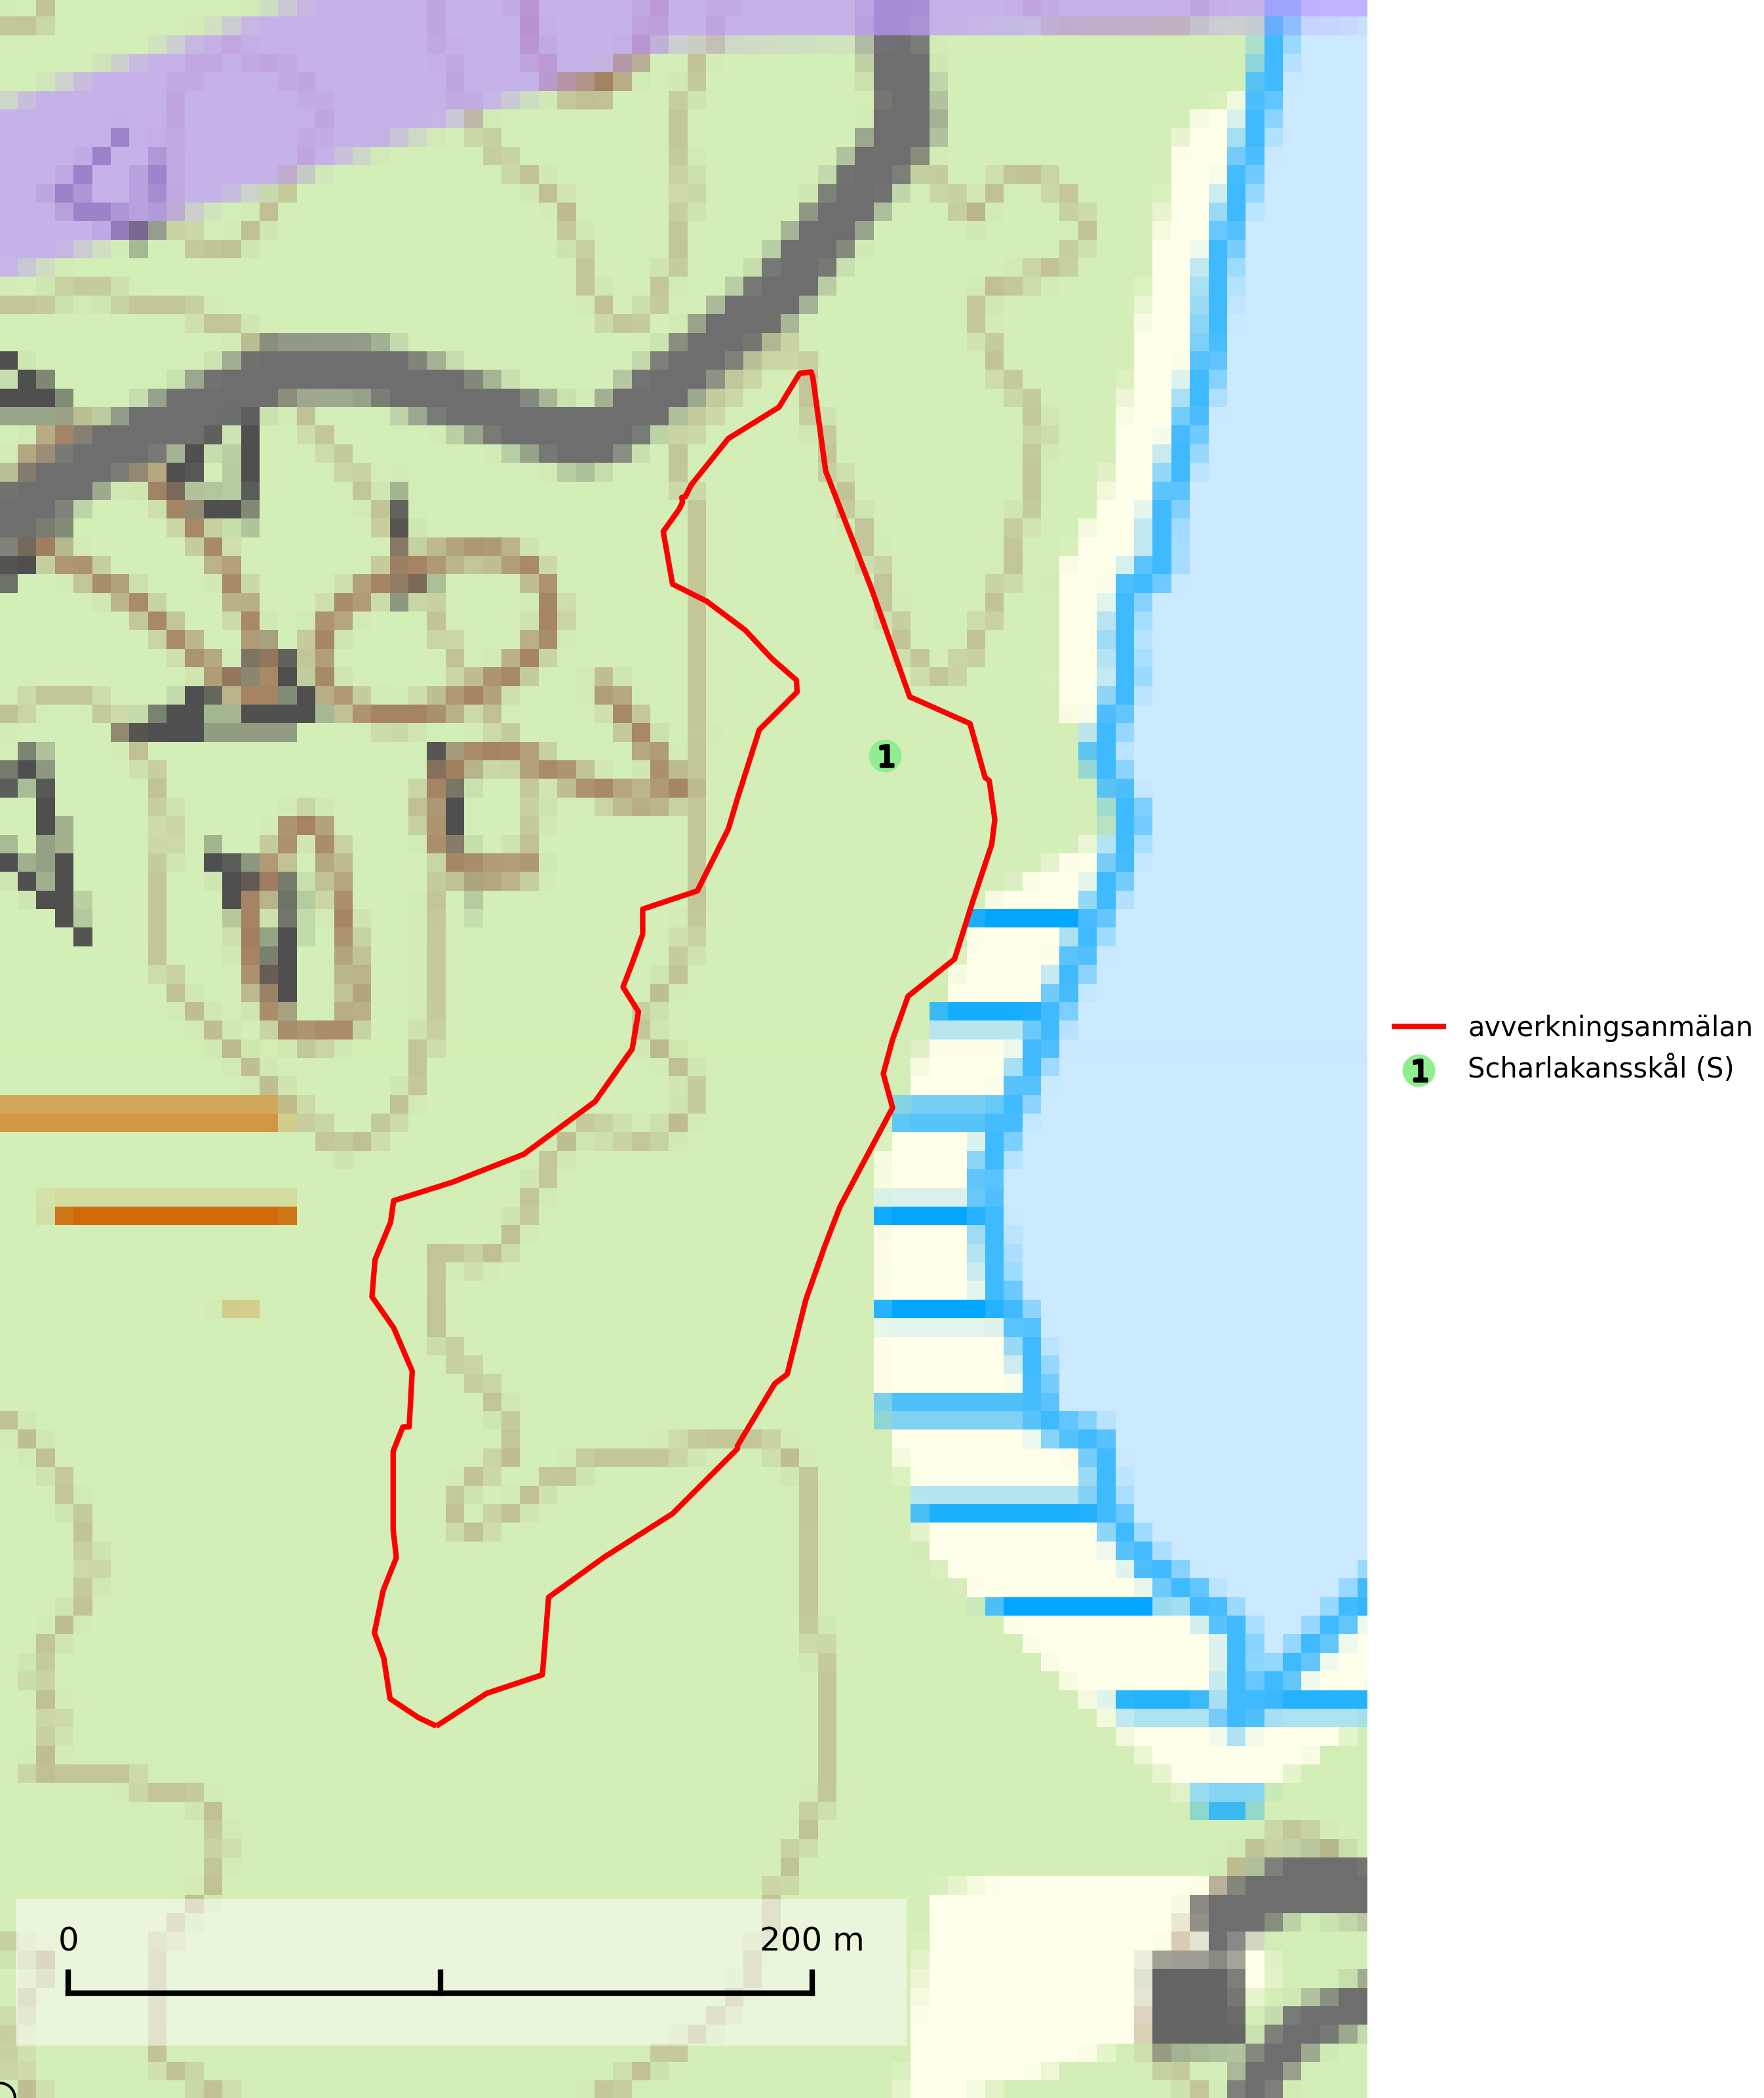 1
1 avverkningsanmälan
Scharlakansskål (S)
0 200 m